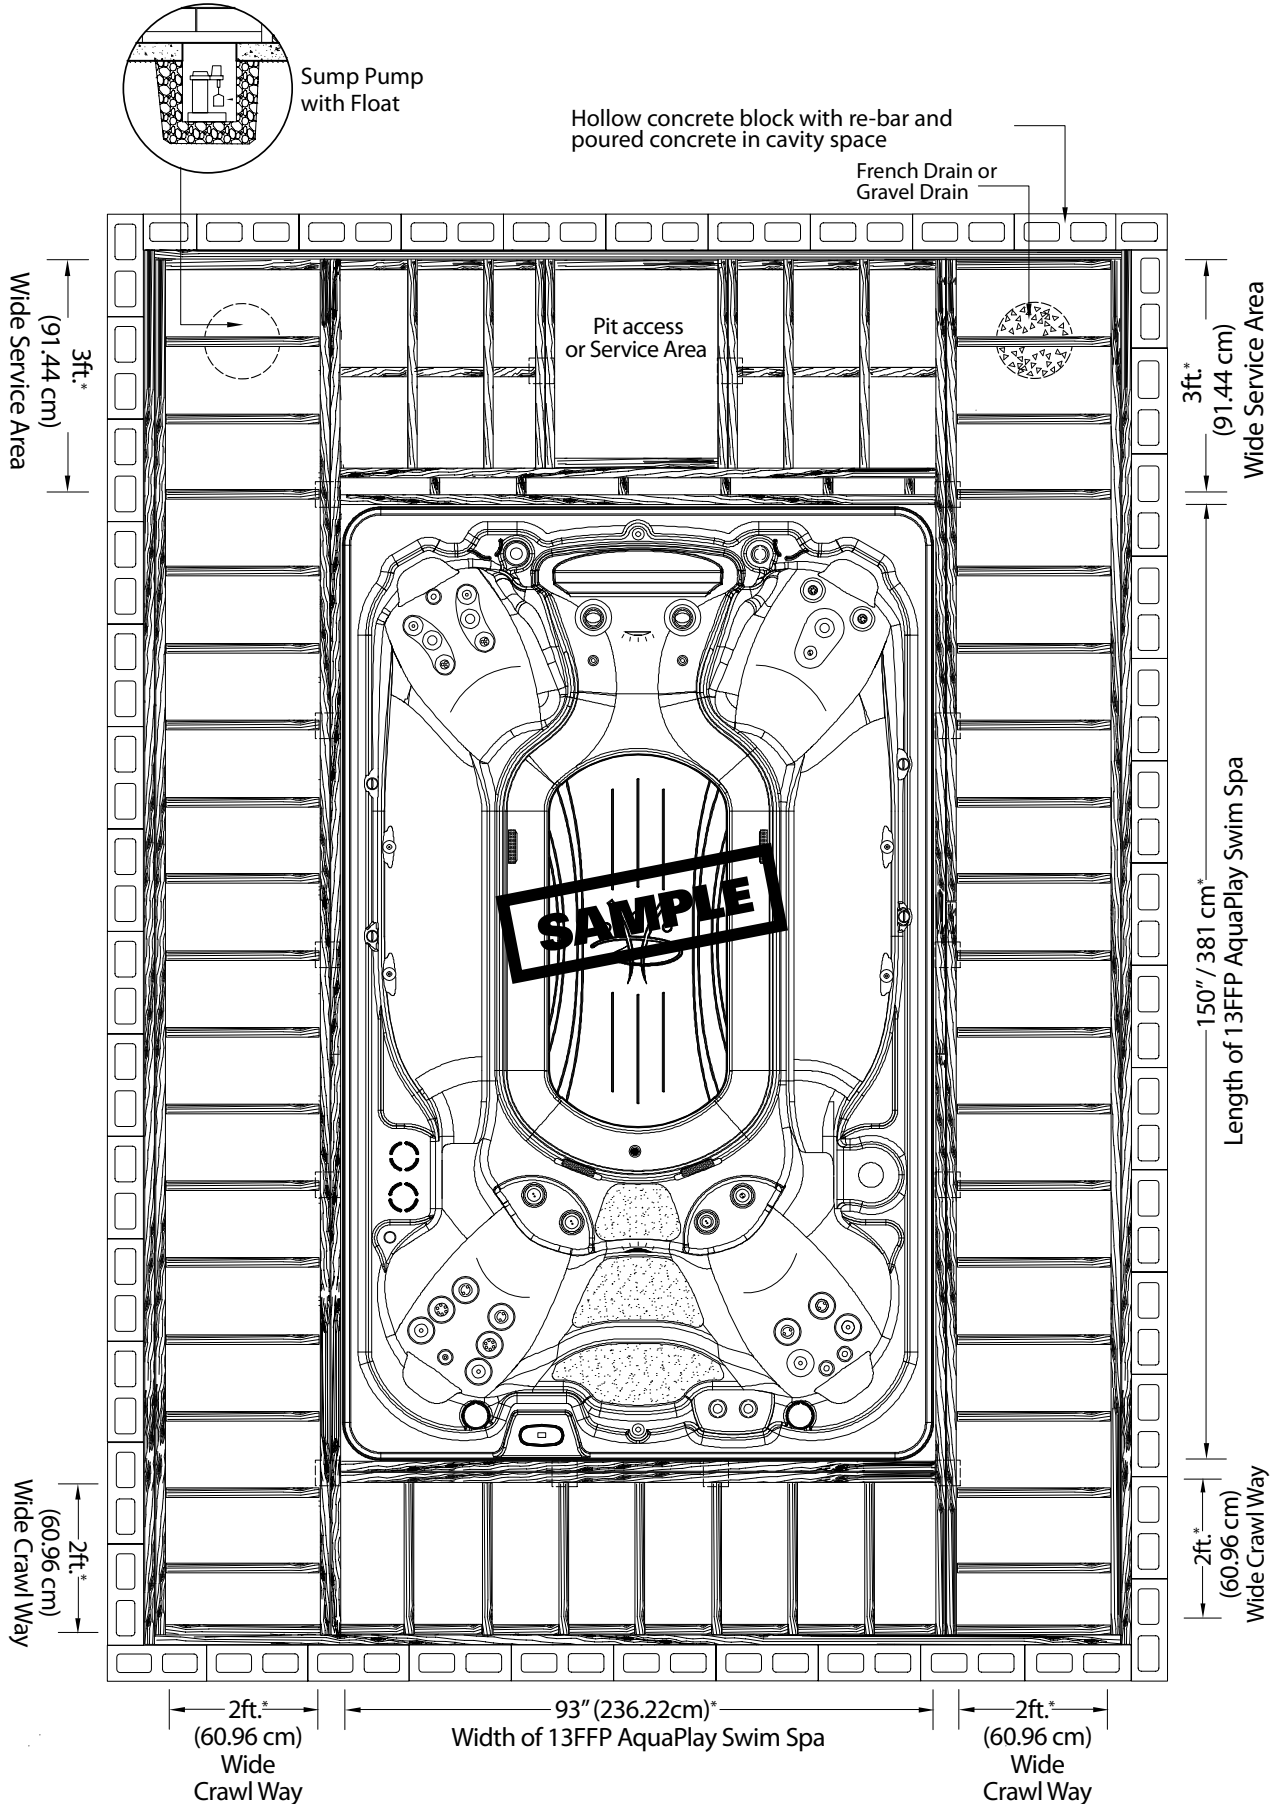 Sump Pump
with Float
Hollow concrete block with re-bar and
poured concrete in cavity space
French Drain or
Gravel Drain
Pit access
or Service Area
3ft.*
(91.44 cm)
Wide Service Area
3ft.*
(91.44 cm)
Wide Service Area
SAMPLE
150” / 381 cm*
Length of 13FFP AquaPlay Swim Spa
2ft.*
(60.96 cm)
Wide Crawl Way
2ft.*
(60.96 cm)
Wide Crawl Way
2ft.*
(60.96 cm)
Wide
Crawl Way
93” (236.22cm)*
Width of 13FFP AquaPlay Swim Spa
2ft.*
(60.96 cm)
Wide
Crawl Way